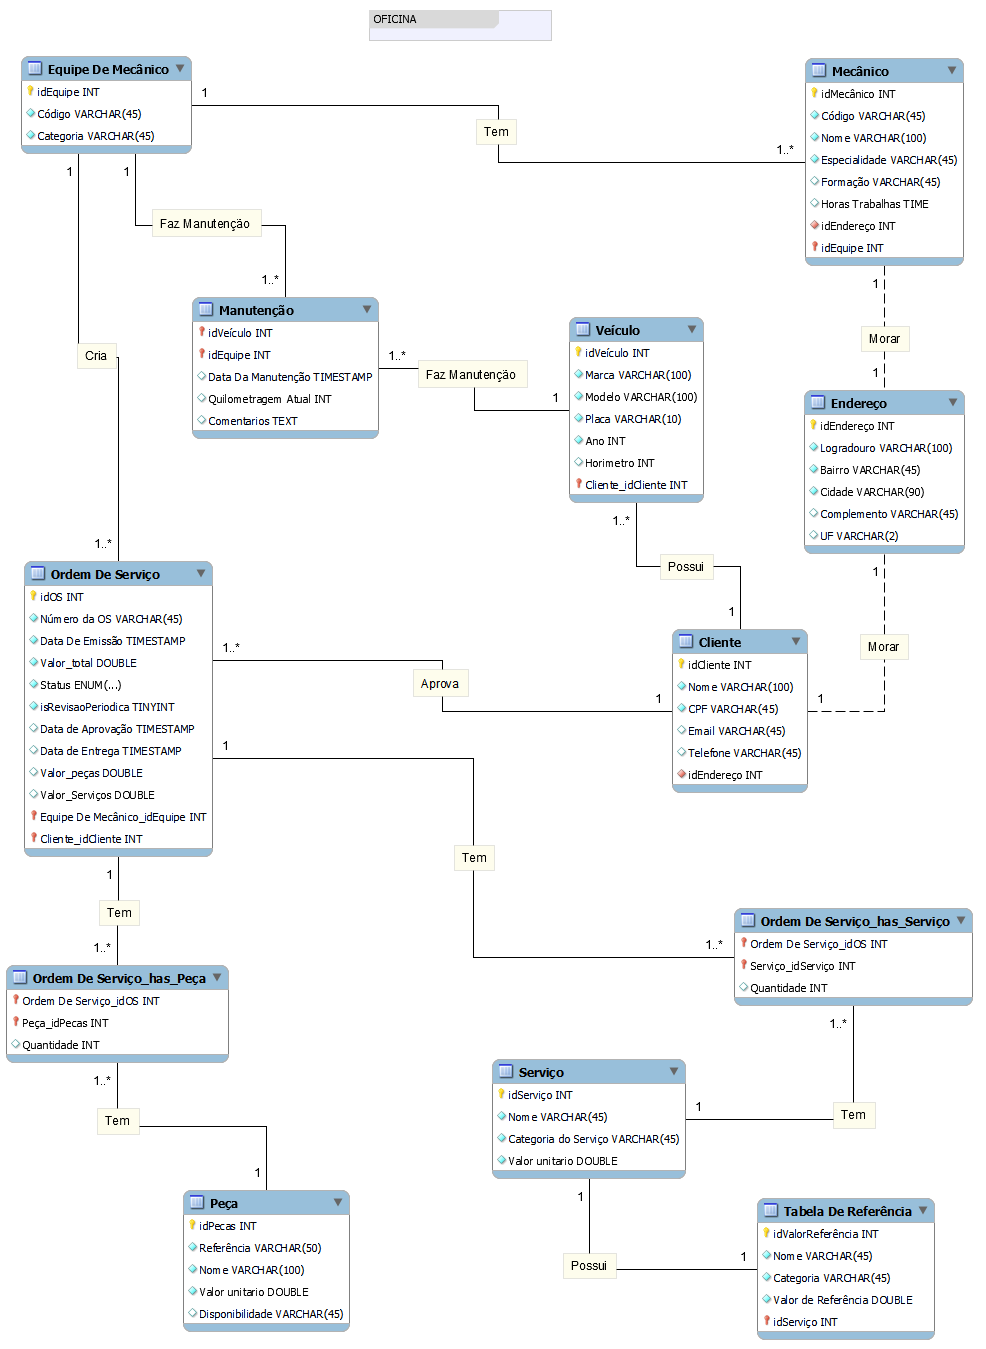 OFICINA
Equipe De Mecânico
idEquipe INT
Código VARCHAR(45)
Categoria VARCHAR(45)
1
Tem
1..*
Mecânico
idMecânico INT
Código VARCHAR(45)
Nome VARCHAR(100)
Especialidade VARCHAR(45)
Formação VARCHAR(45)
Horas Trabalhas TIME
idEndereço INT
idEquipe INT
1
1
Faz Manutenção
1..*
Manutenção
idVeículo INT
idEquipe INT
Data Da Manutenção TIMESTAMP
Quilometragem Atual INT
Comentarios TEXT
1..*
Faz Manutenção
1
Veículo
idVeículo INT
Marca VARCHAR(100)
Modelo VARCHAR(100)
Placa VARCHAR(10)
Ano INT
Horimetro INT
Cliente_idCliente INT
1
Morar
1
Endereço
idEndereço INT
Logradouro VARCHAR(100)
Bairro VARCHAR(45)
Cidade VARCHAR(90)
Complemento VARCHAR(45)
UF VARCHAR(2)
Cria
1..*
1..*
Possui
1
1
Morar
1
Ordem De Serviço
idOS INT
Número da OS VARCHAR(45)
Data De Emissão TIMESTAMP
Valor_total DOUBLE
Status ENUM(...)
isRevisaoPeriodica TINYINT
Data de Aprovação TIMESTAMP
Data de Entrega TIMESTAMP
Valor_peças DOUBLE
Valor_Serviços DOUBLE
Equipe De Mecânico_idEquipe INT
Cliente_idCliente INT
1..*
Aprova
1
Cliente
idCliente INT
Nome VARCHAR(100)
CPF VARCHAR(45)
Email VARCHAR(45)
Telefone VARCHAR(45)
idEndereço INT
1
Tem
1..*
1
Tem
1..*
Ordem De Serviço_has_Serviço
Ordem De Serviço_idOS INT
Serviço_idServiço INT
Quantidade INT
Ordem De Serviço_has_Peça
Ordem De Serviço_idOS INT
Peça_idPecas INT
Quantidade INT
1..*
Tem
1
1..*
Tem
1
Serviço
idServiço INT
Nome VARCHAR(45)
Categoria do Serviço VARCHAR(45)
Valor unitario DOUBLE
Peça
idPecas INT
Referência VARCHAR(50)
Nome VARCHAR(100)
Valor unitario DOUBLE
Disponibilidade VARCHAR(45)
1
Possui
1
Tabela De Referência
idValorReferência INT
Nome VARCHAR(45)
Categoria VARCHAR(45)
Valor de Referência DOUBLE
idServiço INT